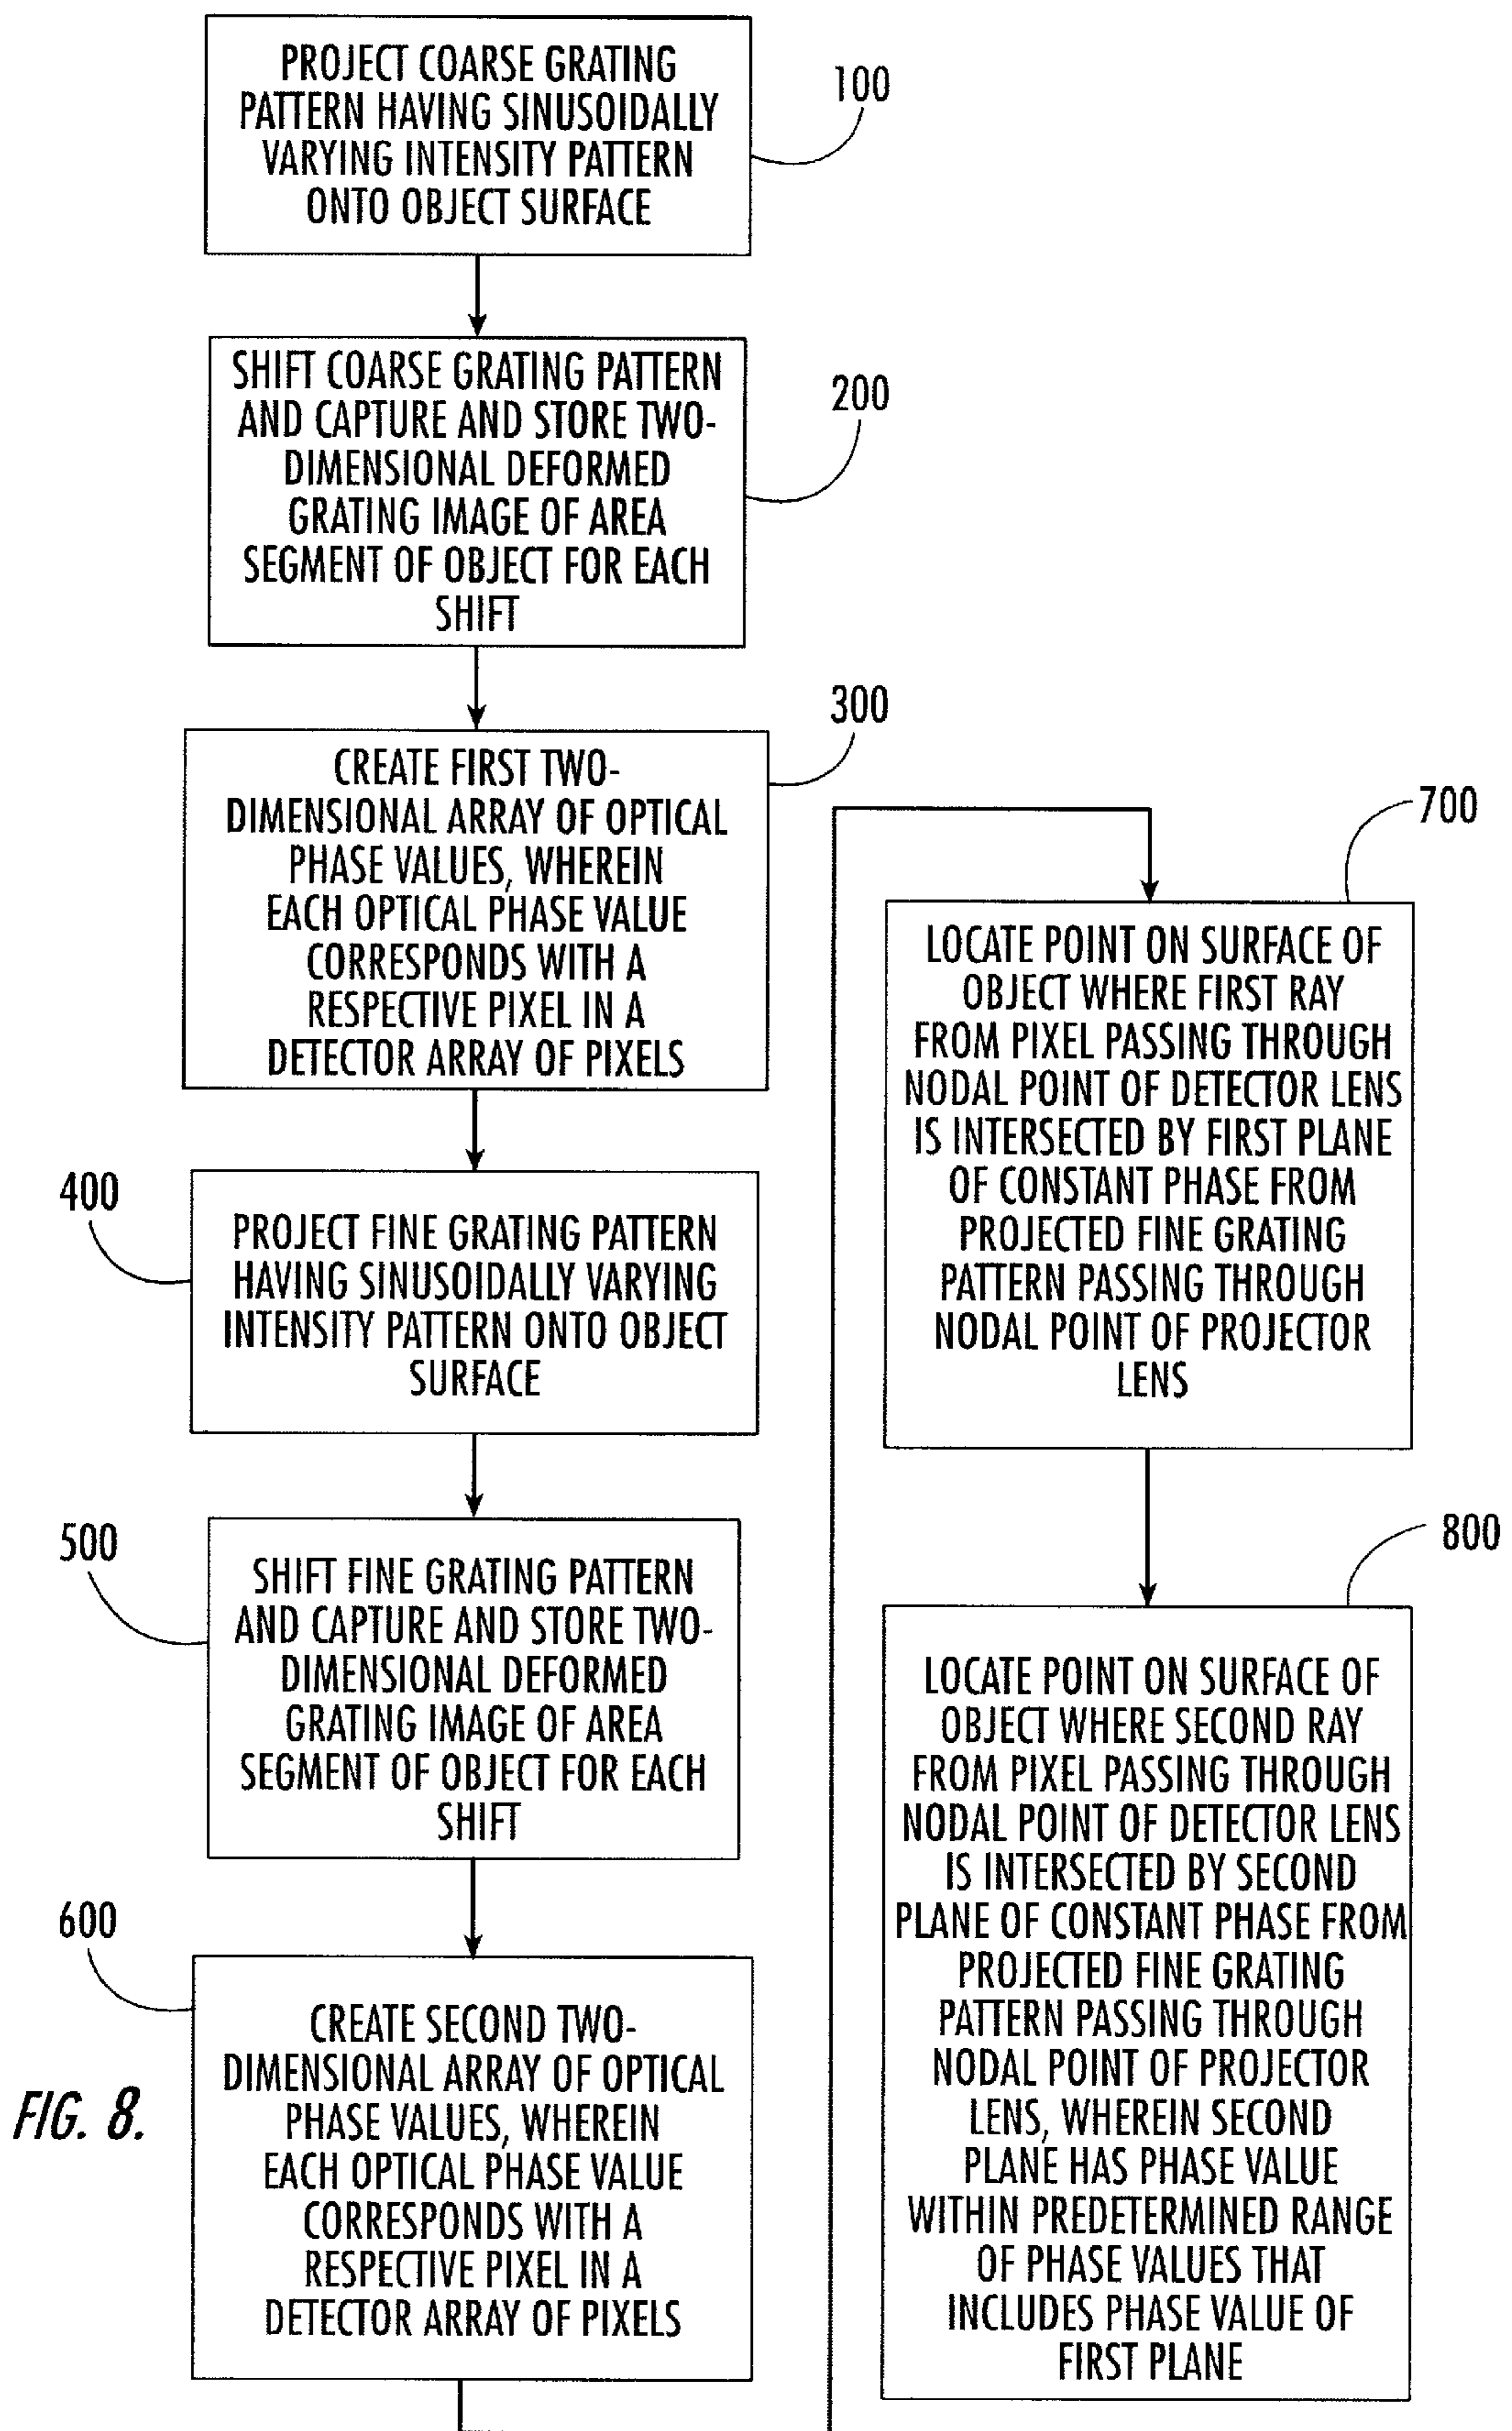 PROJECT COARSE GRATING
PATTERN HAVING SINUSOIDALLY
VARYING INTENSITY PATTERN
ONTO OBJECT SURFACE
100
SHIFT COARSE GRATING PATTERN
AND CAPTURE AND STORE TWO-
DIMENSIONAL DEFORMED
GRATING IMAGE OF AREA
SEGMENT OF OBJECT FOR EACH
SHIFT
200
CREATE FIRST TWO-
DIMENSIONAL ARRAY OF OPTICAL
PHASE VALUES, WHEREIN
EACH OPTICAL PHASE VALUE
CORRESPONDS WITH A
RESPECTIVE PIXEL IN A
DETECTOR ARRAY OF PIXELS
300
400
PROJECT FINE GRATING PATTERN
HAVING SINUSOIDALLY VARYING
INTENSITY PATTERN ONTO OBJECT
SURFACE
500
SHIFT FINE GRATING PATTERN
AND CAPTURE AND STORE TWO-
DIMENSIONAL DEFORMED
GRATING IMAGE OF AREA
SEGMENT OF OBJECT FOR EACH
SHIFT
600
CREATE SECOND TWO-
DIMENSIONAL ARRAY OF OPTICAL
PHASE VALUES, WHEREIN
EACH OPTICAL PHASE VALUE
CORRESPONDS WITH A
RESPECTIVE PIXEL IN A
DETECTOR ARRAY OF PIXELS
700
LOCATE POINT ON SURFACE OF
OBJECT WHERE FIRST RAY
FROM PIXEL PASSING THROUGH
NODAL POINT OF DETECTOR LENS
IS INTERSECTED BY FIRST PLANE
OF CONSTANT PHASE FROM
PROJECTED FINE GRATING
PATTERN PASSING THROUGH
NODAL POINT OF PROJECTOR
LENS
800
LOCATE POINT ON SURFACE OF
OBJECT WHERE SECOND RAY
FROM PIXEL PASSING THROUGH
NODAL POINT OF DETECTOR LENS
IS INTERSECTED BY SECOND
PLANE OF CONSTANT PHASE FROM
PROJECTED FINE GRATING
PATTERN PASSING THROUGH
NODAL POINT OF PROJECTOR
LENS, WHEREIN SECOND
PLANE HAS PHASE VALUE
WITHIN PREDETERMINED RANGE
OF PHASE VALUES THAT
INCLUDES PHASE VALUE OF
FIRST PLANE
FIG. 8.